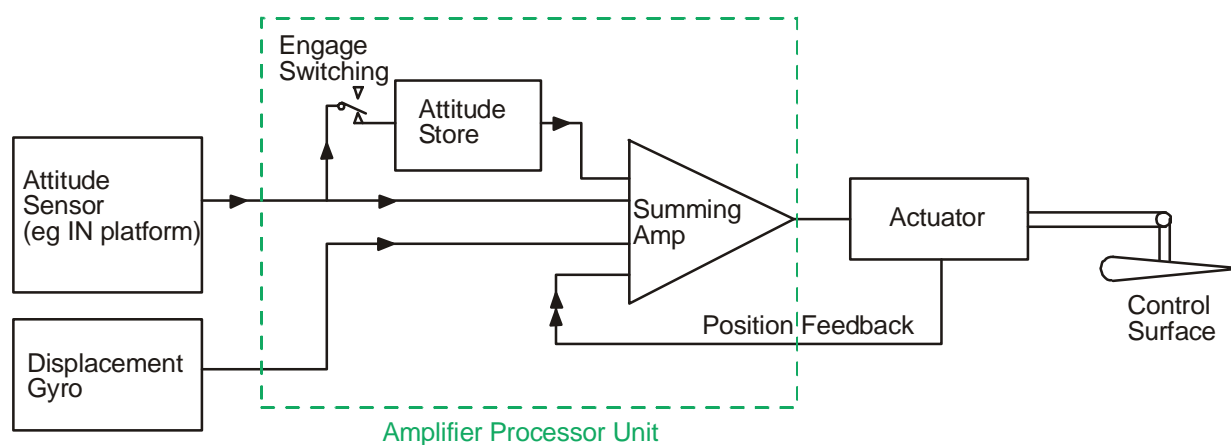 Engage
Switching
Attitude
Store
Attitude
Sensor
(eg IN platform)
Summing
Amp
Actuator
Displacement
Gyro
Position Feedback
Control
Surface
Amplifier Processor Unit